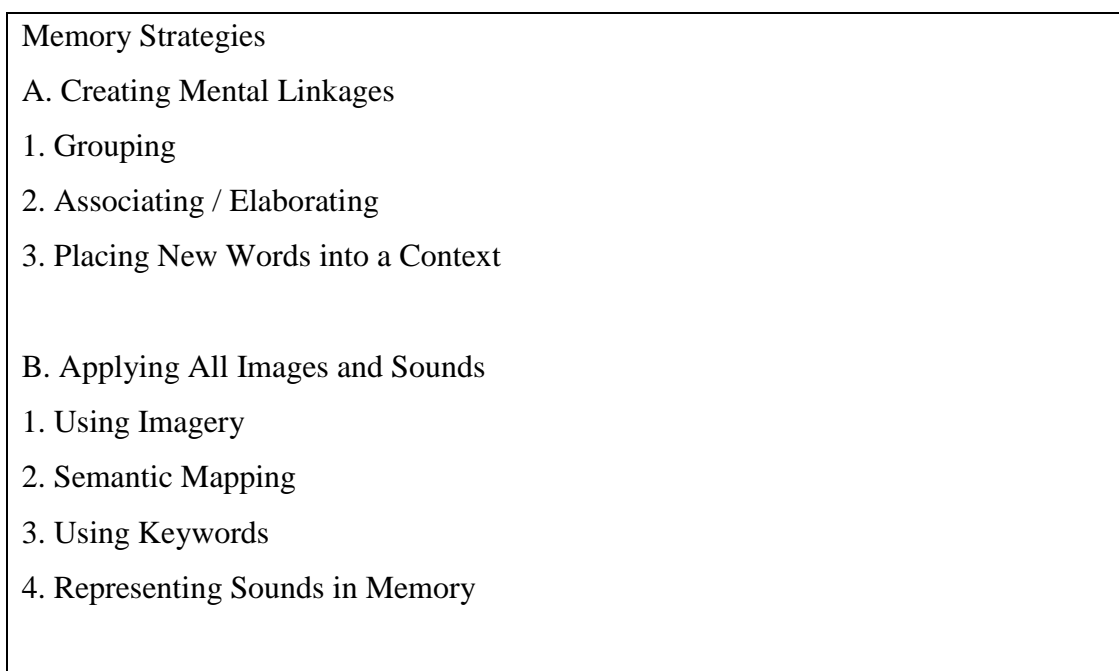 Memory Strategies
A. Creating Mental Linkages
1. Grouping
2. Associating / Elaborating
3. Placing New Words into a Context
B. Applying All Images and Sounds
1. Using Imagery
2. Semantic Mapping
3. Using Keywords
4. Representing Sounds in Memory